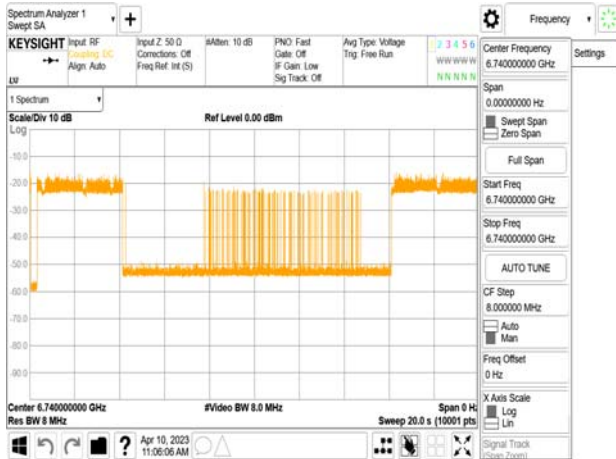 Spectrum Analyzer 1
Swept SA
+
Frequency
KEYSIGHT
Input: RF
Coupling: DC
Align: Auto
Input Z: 50 Ω
Corrections: Off
Freq Ref: Int (S)
#Atten: 10 dB
PNO: Fast
Gate: Off
IF Gain: Low
Sig Track: Off
Avg Type: Voltage
Trig: Free Run
1 2 3 4 5 6
W W W W W
N N N N N
LXI
Center Frequency
6.740000000 GHz
Settings
Span
0.00000000 Hz
Swept Span
Zero Span
Full Span
Start Freq
6.740000000 GHz
Stop Freq
6.740000000 GHz
AUTO TUNE
CF Step
8.000000 MHz
Auto
Man
Freq Offset
0 Hz
X Axis Scale
Log
Lin
Signal Track
(Span Zoom)
1 Spectrum
Scale/Div 10 dB
Ref Level 0.00 dBm
Log
-10.0
-20.0
-30.0
-40.0
-50.0
-60.0
-70.0
-80.0
-90.0
Center 6.740000000 GHz
#Video BW 8.0 MHz
Span 0 Hz
Res BW 8 MHz
Sweep 20.0 s (10001 pts
?
Apr 10, 2023
11:06:06 AM